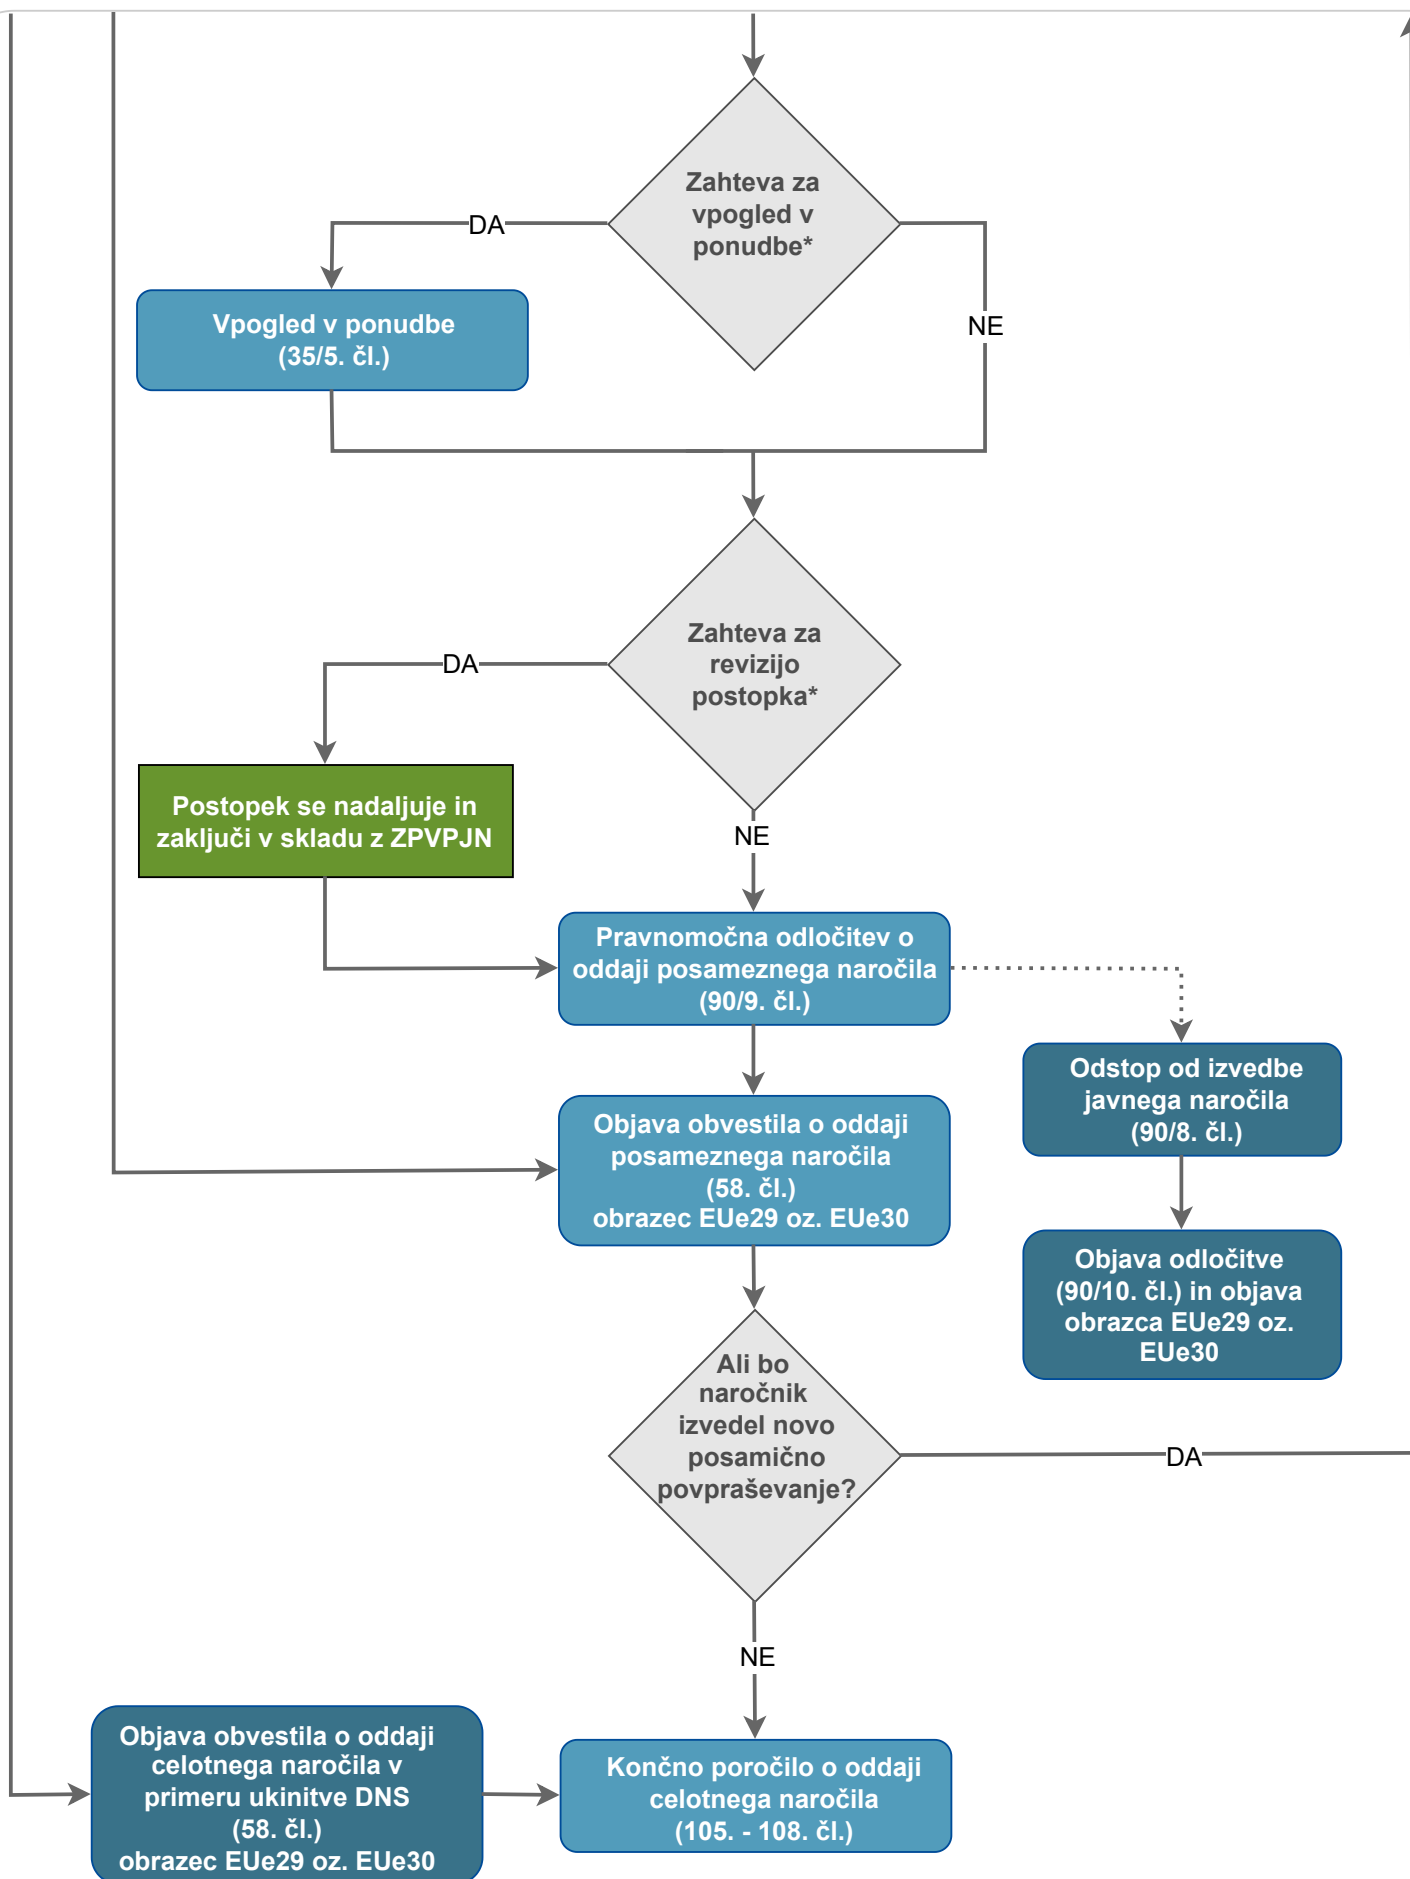 Zahteva za
vpogled v
ponudbe*
DA
NE
Vpogled v ponudbe
(35/5. čl.)
Zahteva za
revizijo
postopka*
DA
NE
Postopek se nadaljuje in
zaključi v skladu z ZPVPJN
Pravnomočna odločitev o
oddaji posameznega naročila
(90/9. čl.)
Odstop od izvedbe
javnega naročila
(90/8. čl.)
Objava obvestila o oddaji
posameznega naročila
(58. čl.)
obrazec EUe29 oz. EUe30
Objava odločitve
(90/10. čl.) in objava
obrazca EUe29 oz.
EUe30
Ali bo
naročnik
izvedel novo
posamično
povpraševanje?
DA
NE
Objava obvestila o oddaji
celotnega naročila v
primeru ukinitve DNS
(58. čl.)
obrazec EUe29 oz. EUe30
Končno poročilo o oddaji
celotnega naročila
(105. - 108. čl.)